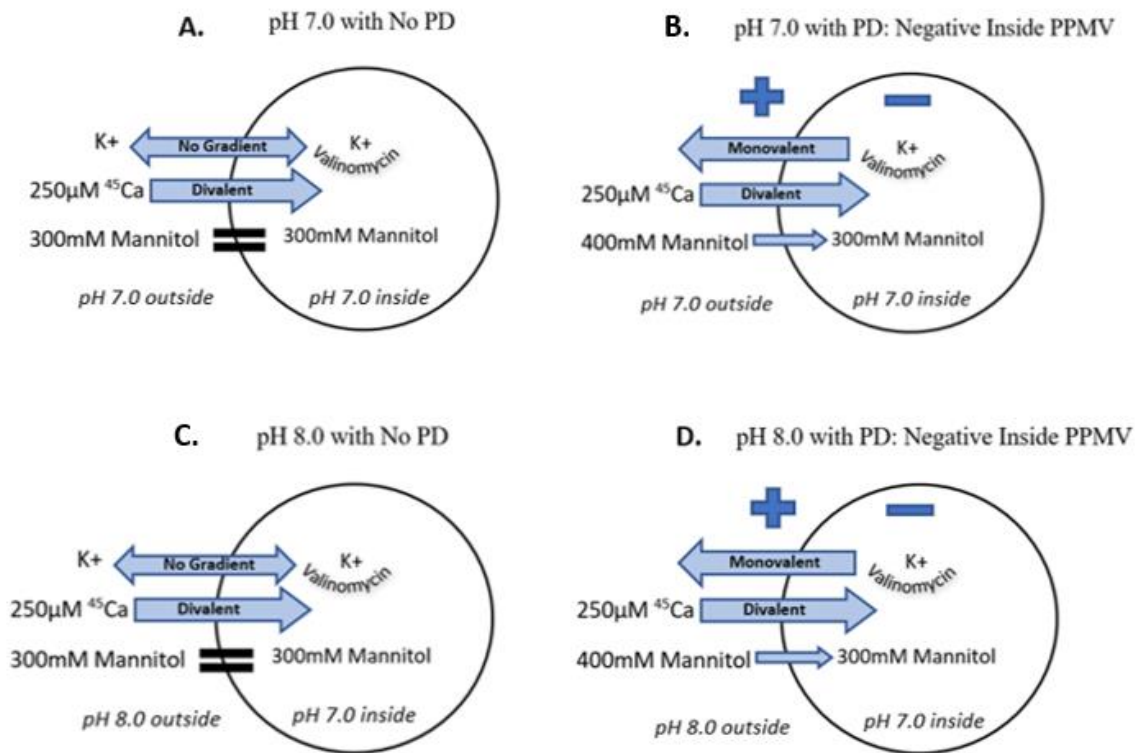 A.
pH 7.0 with No PD
K+
No Gradient
K+
Valinomycin
250μM ⁴⁵Ca
Divalent
300mM Mannitol
300mM Mannitol
pH 7.0 outside
pH 7.0 inside
B.
pH 7.0 with PD: Negative Inside PPMV
Monovalent
K+
Valinomycin
250μM ⁴⁵Ca
Divalent
400mM Mannitol
300mM Mannitol
pH 7.0 outside
pH 7.0 inside
C.
pH 8.0 with No PD
K+
No Gradient
K+
Valinomycin
250μM ⁴⁵Ca
Divalent
300mM Mannitol
300mM Mannitol
pH 8.0 outside
pH 7.0 inside
D.
pH 8.0 with PD: Negative Inside PPMV
Monovalent
K+
Valinomycin
250μM ⁴⁵Ca
Divalent
400mM Mannitol
300mM Mannitol
pH 8.0 outside
pH 7.0 inside